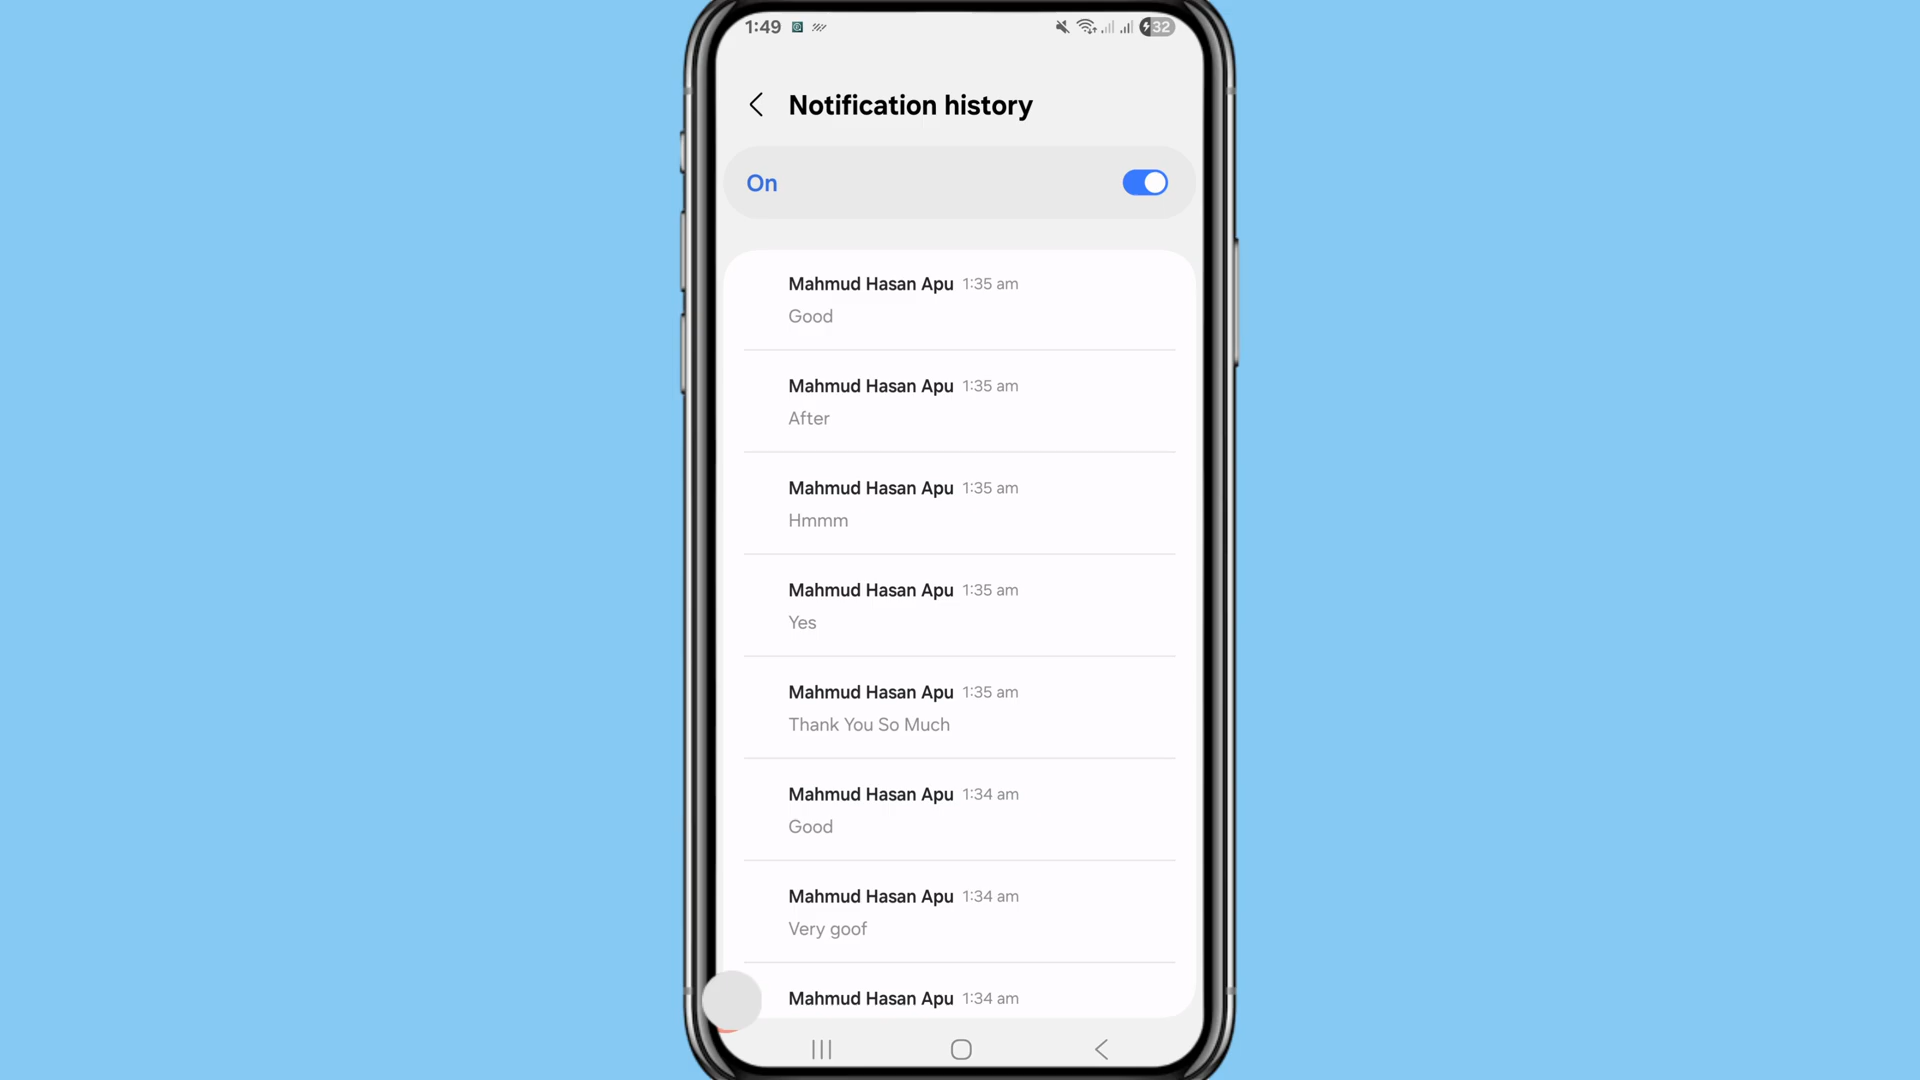 1:49
32
Notification history
On
Mahmud Hasan Apu 1:35 am
Good
Mahmud Hasan Apu 1:35 am
After
Mahmud Hasan Apu 1:35 am
Hmmm
Mahmud Hasan Apu 1:35 am
Yes
Mahmud Hasan Apu 1:35 am
Thank You So Much
Mahmud Hasan Apu 1:34 am
Good
Mahmud Hasan Apu 1:34 am
Very goof
Mahmud Hasan Apu 1:34 am